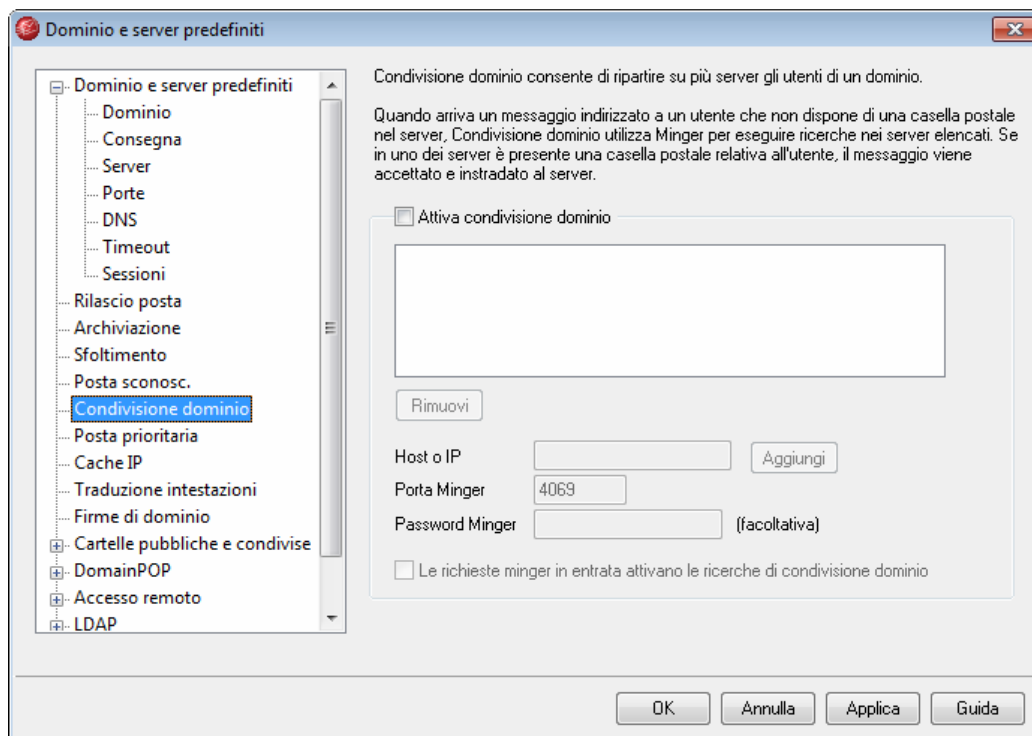 Dominio e server predefiniti
Dominio e server predefiniti
Dominio
Consegna
Server
Porte
DNS
Timeout
Sessioni
Rilascio posta
Archiviazione
Sfoltimento
Posta sconosc.
Condivisione dominio
Posta prioritaria
Cache IP
Traduzione intestazioni
Firme di dominio
Cartelle pubbliche e condivise
DomainPOP
Accesso remoto
LDAP
Condivisione dominio consente di ripartire su più server gli utenti di un dominio.
Quando arriva un messaggio indirizzato a un utente che non dispone di una casella postale
nel server, Condivisione dominio utilizza Minger per eseguire ricerche nei server elencati. Se
in uno dei server è presente una casella postale relativa all'utente, il messaggio viene
accettato e instradato al server.
Attiva condivisione dominio
Rimuovi
Host o IP
Aggiungi
Porta Minger 4069
Password Minger (facoltativa)
Le richieste minger in entrata attivano le ricerche di condivisione dominio
OK Annulla Applica Guida